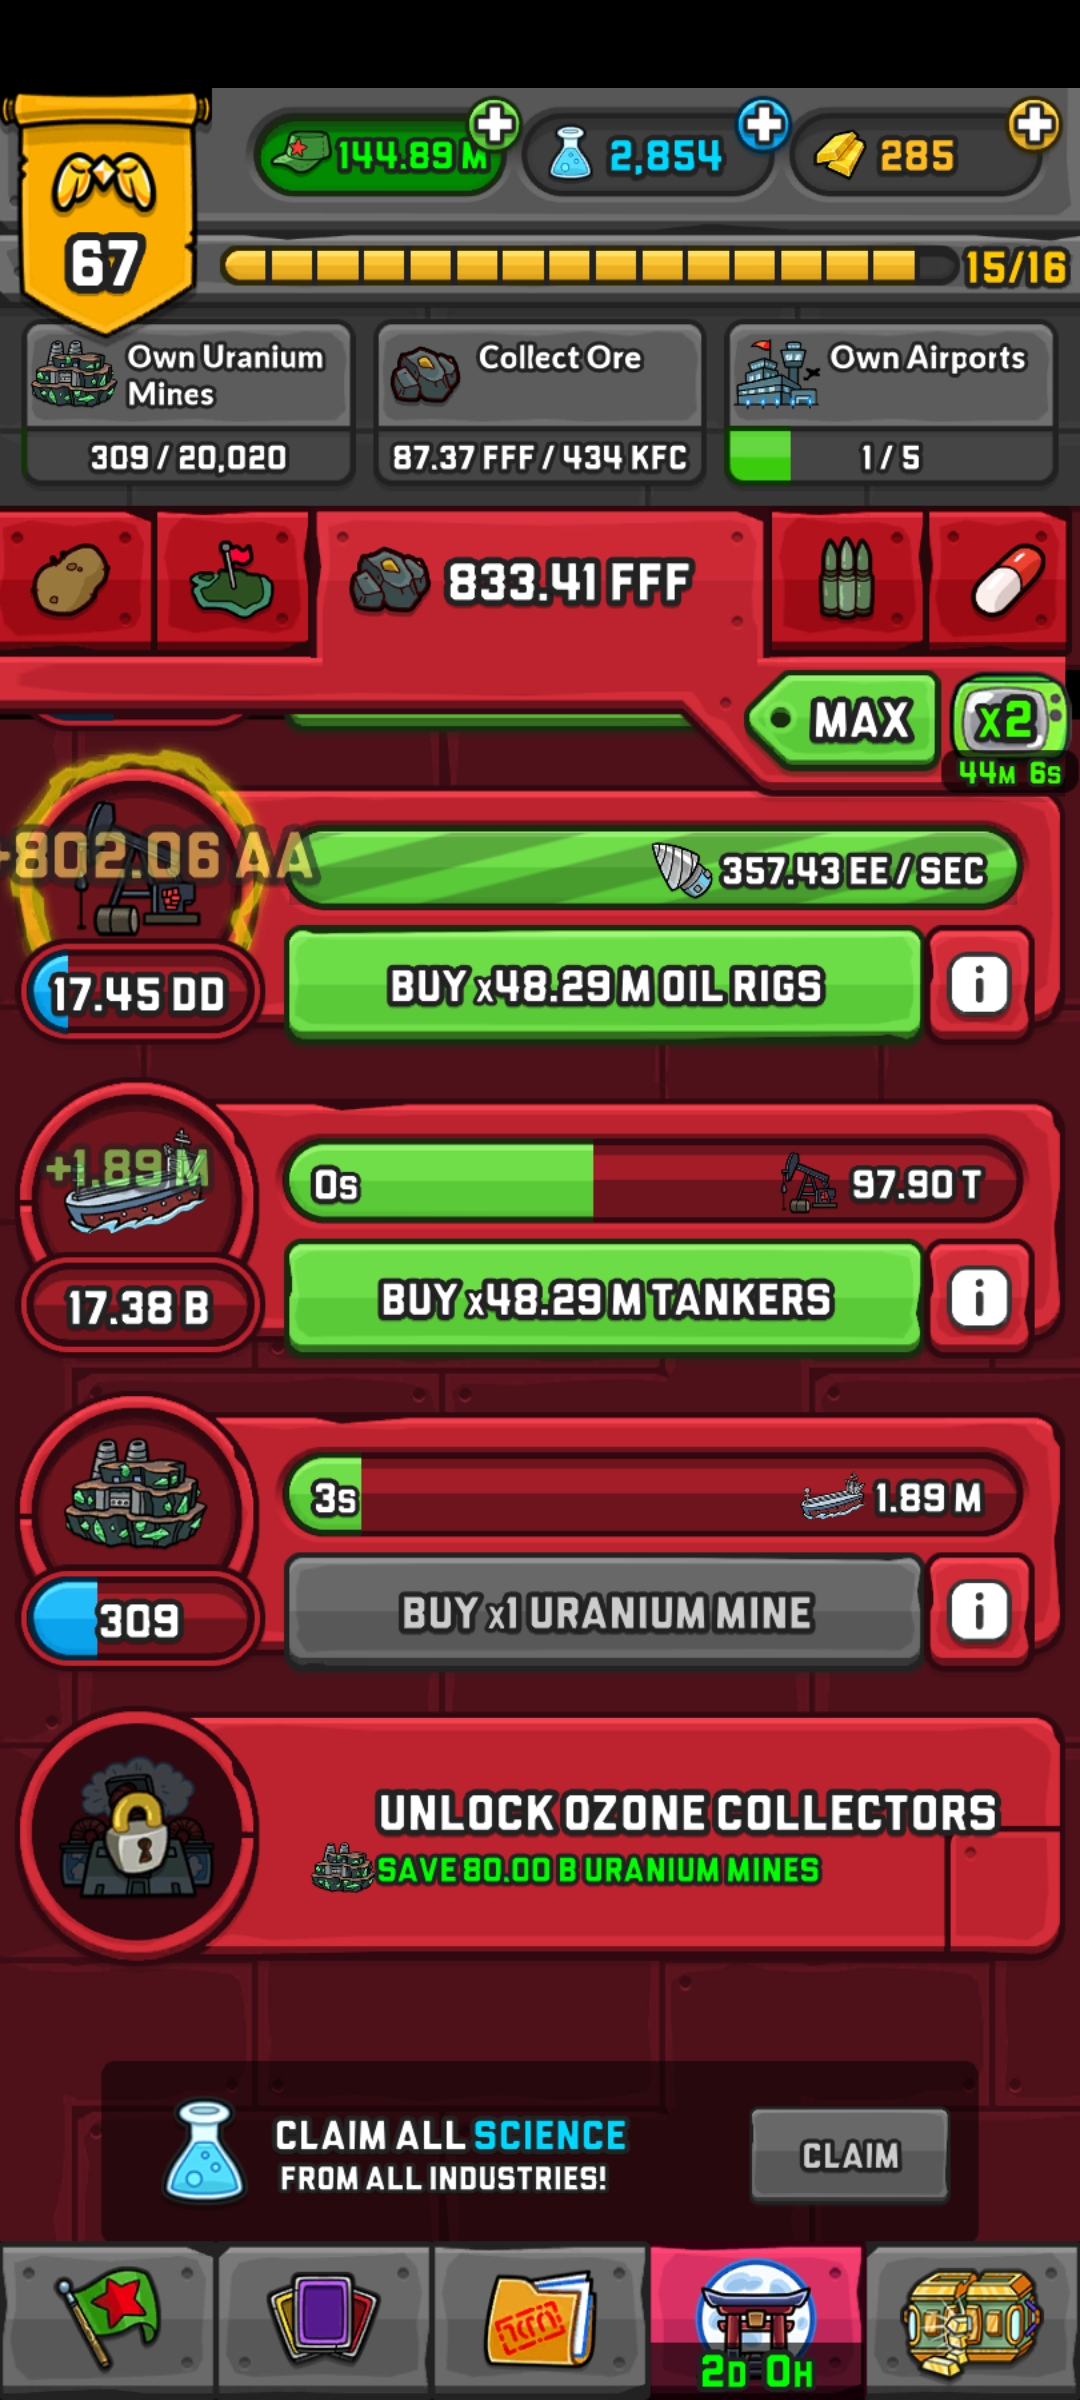 144.89 M
2,854
285
67
15/16
Own Uranium
Mines
309 / 20,020
Collect Ore
87.37 FFF / 434 KFC
Own Airports
1 / 5
833.41 FFF
MAX
x2
44M 6S
+802.06 AA
357.43 EE / SEC
17.45 DD
BUY x48.29 M OIL RIGS
i
+1.89 M
0s
97.90 T
17.38 B
BUY x48.29 M TANKERS
i
3s
1.89 M
309
BUY x1 URANIUM MINE
i
UNLOCK OZONE COLLECTORS
SAVE 80.00 B URANIUM MINES
CLAIM ALL SCIENCE
FROM ALL INDUSTRIES!
CLAIM
2D 0H